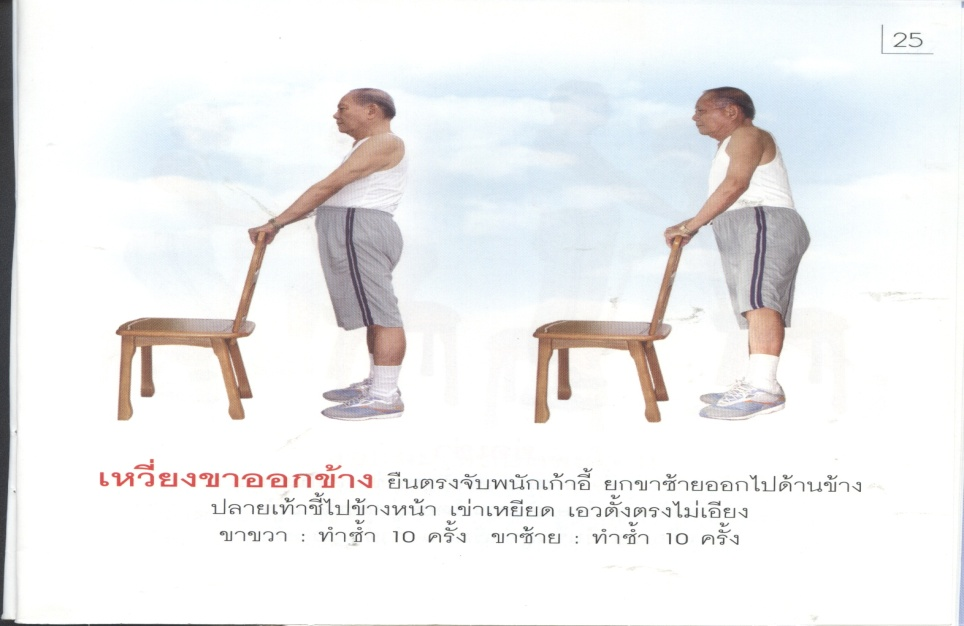 25
เหวี่ยงขาออกข้าง ยืนตรงจับพนักเก้าอี้ ยกขาซ้ายออกไปด้านข้าง
ปลายเท้าชี้ไปข้างหน้า เข่าเหยียด เอวตั้งตรงไม่เอียง
ขาขวา : ทำซ้ำ 10 ครั้ง ขาซ้าย : ทำซ้ำ 10 ครั้ง